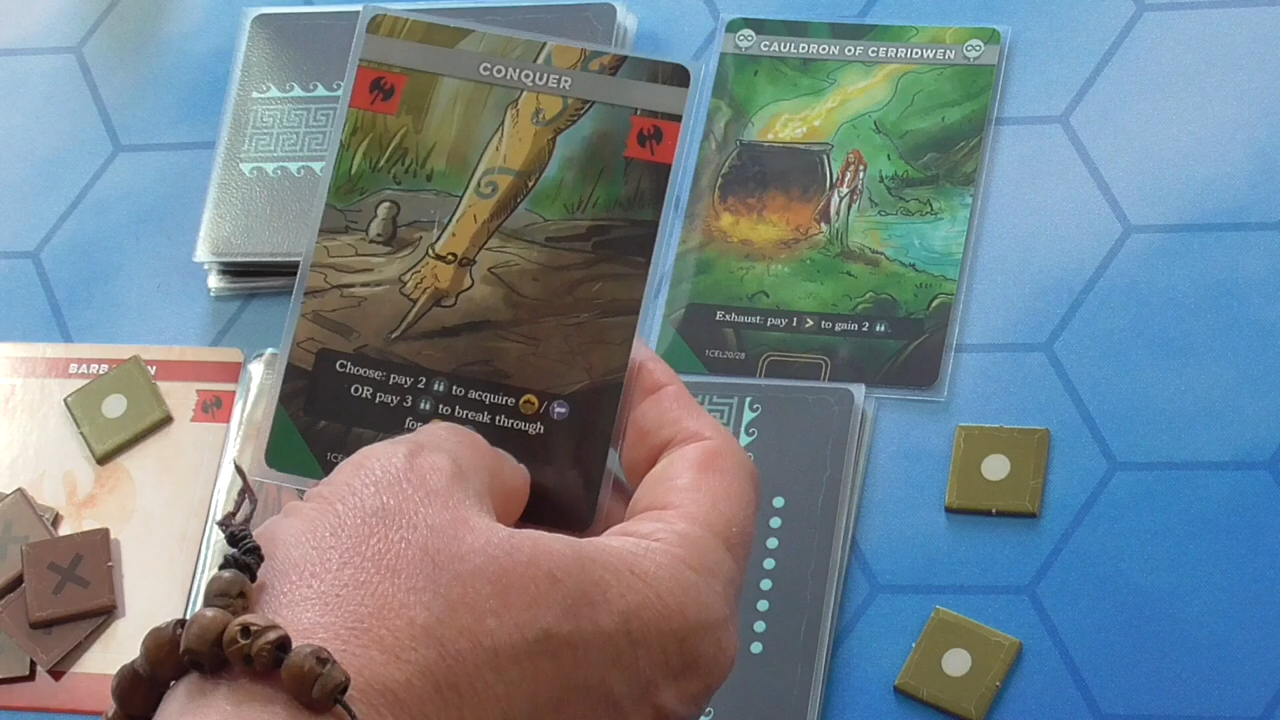 CONQUER
Choose: pay 2 to acquire /
OR pay 3 to break through
for
CAULDRON OF CERRIDWEN
Exhaust: pay 1 to gain 2 .
1CEL20/28